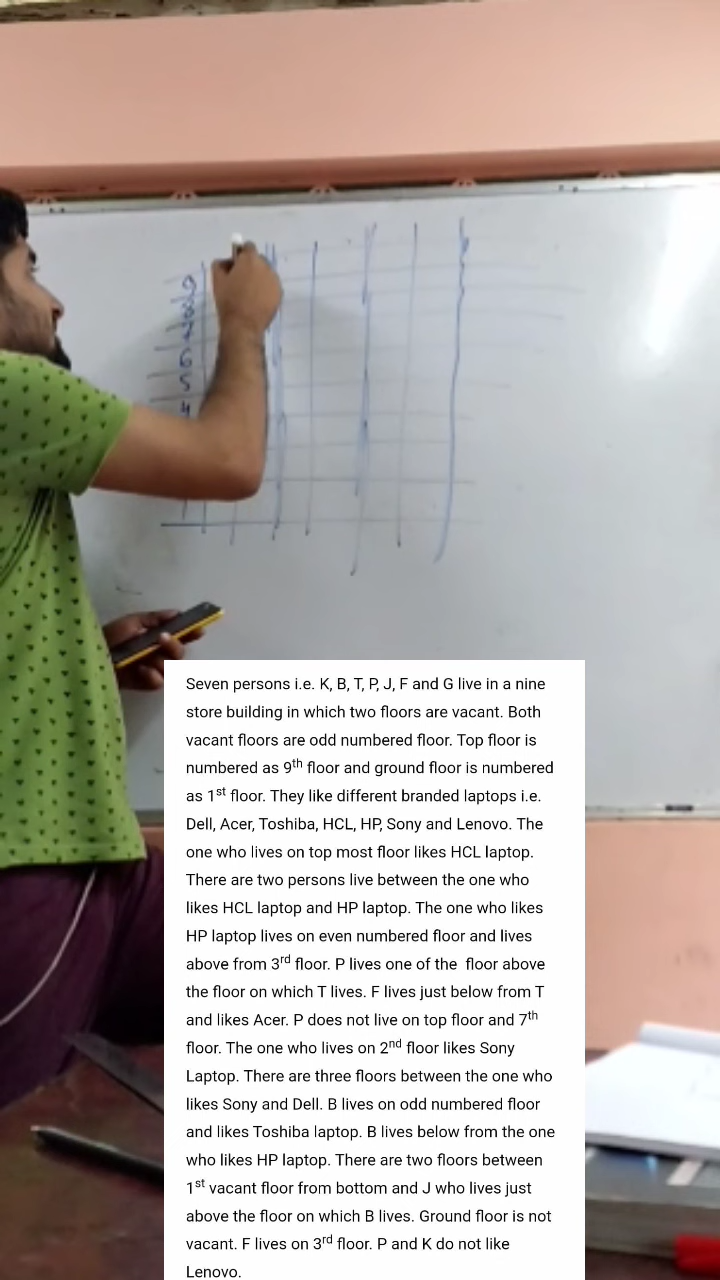 Seven persons i.e. K, B, T, P, J, F and G live in a nine
store building in which two floors are vacant. Both
vacant floors are odd numbered floor. Top floor is
numbered as 9th floor and ground floor is numbered
as 1st floor. They like different branded laptops i.e.
Dell, Acer, Toshiba, HCL, HP, Sony and Lenovo. The
one who lives on top most floor likes HCL laptop.
There are two persons live between the one who
likes HCL laptop and HP laptop. The one who likes
HP laptop lives on even numbered floor and lives
above from 3rd floor. P lives one of the floor above
the floor on which T lives. F lives just below from T
and likes Acer. P does not live on top floor and 7th
floor. The one who lives on 2nd floor likes Sony
Laptop. There are three floors between the one who
likes Sony and Dell. B lives on odd numbered floor
and likes Toshiba laptop. B lives below from the one
who likes HP laptop. There are two floors between
1st vacant floor from bottom and J who lives just
above the floor on which B lives. Ground floor is not
vacant. F lives on 3rd floor. P and K do not like
Lenovo.